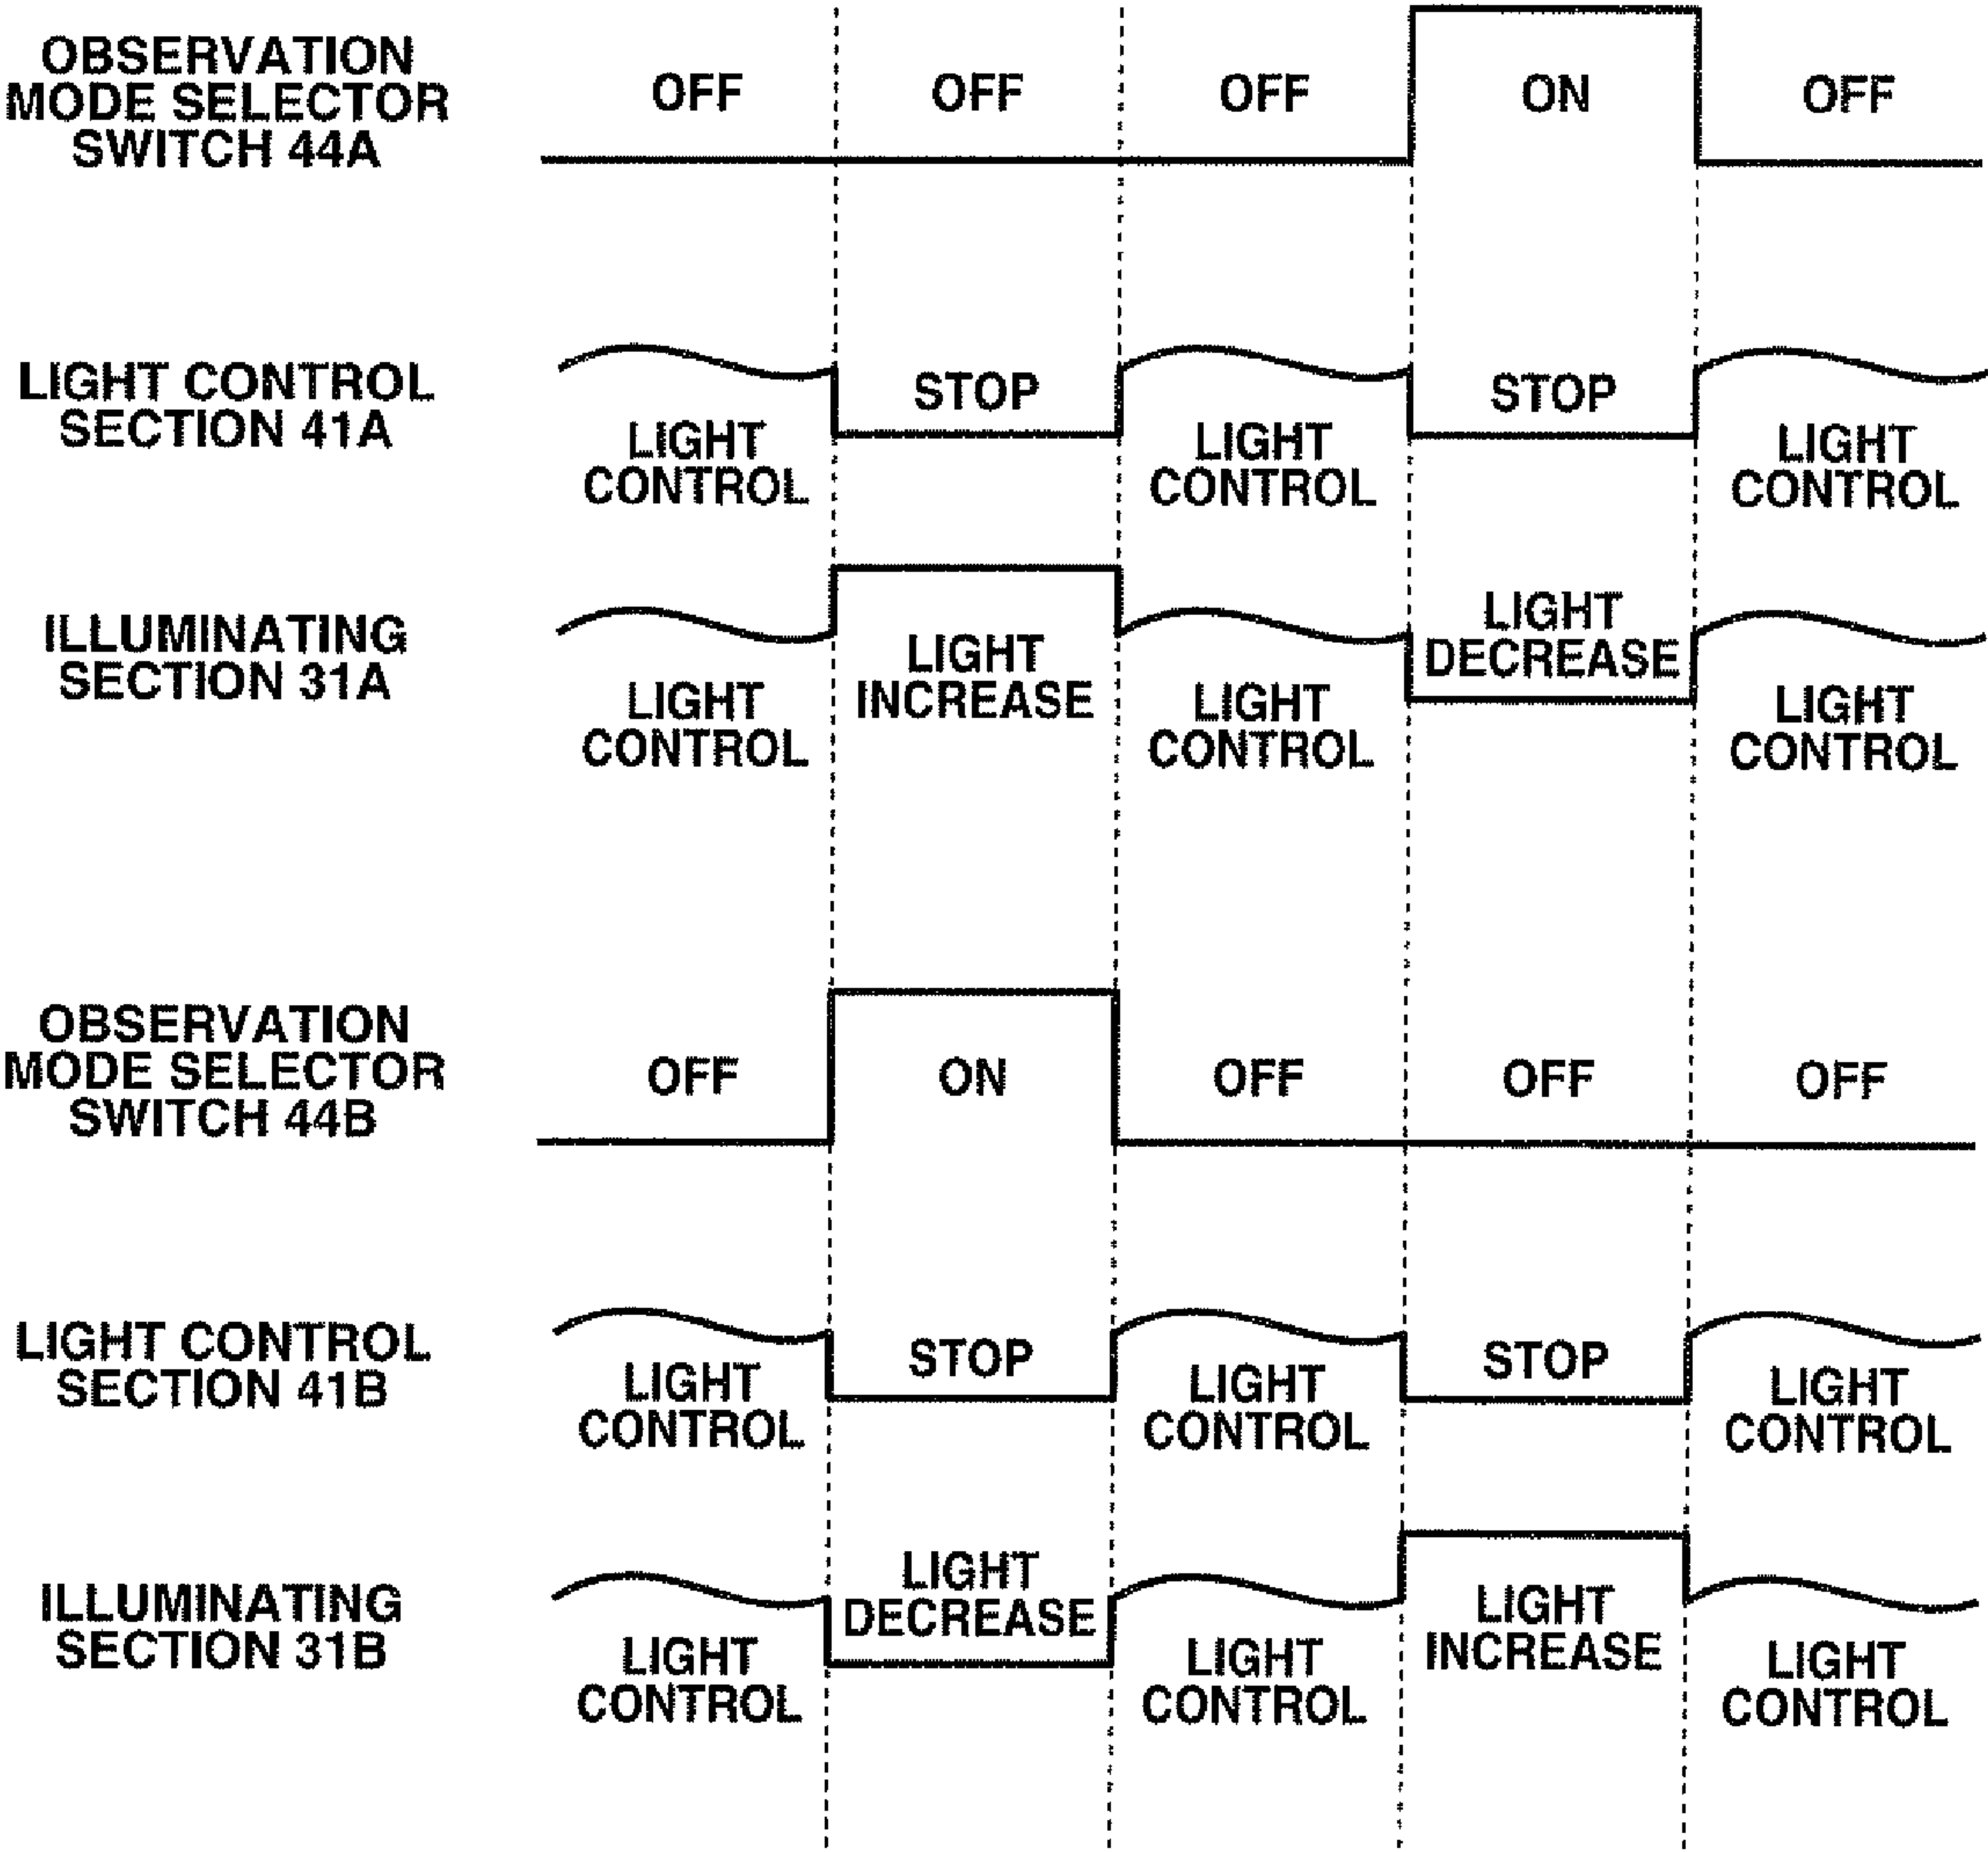 OBSERVATION
MODE SELECTOR
SWITCH 44A
OFF OFF OFF ON OFF
LIGHT CONTROL
SECTION 41A
LIGHT
CONTROL
STOP
LIGHT
CONTROL
STOP
LIGHT
CONTROL
ILLUMINATING
SECTION 31A
LIGHT
CONTROL
LIGHT
INCREASE
LIGHT
CONTROL
LIGHT
DECREASE
LIGHT
CONTROL
OBSERVATION
MODE SELECTOR
SWITCH 44B
OFF ON OFF OFF OFF
LIGHT CONTROL
SECTION 41B
LIGHT
CONTROL
STOP
LIGHT
CONTROL
STOP
LIGHT
CONTROL
ILLUMINATING
SECTION 31B
LIGHT
CONTROL
LIGHT
DECREASE
LIGHT
CONTROL
LIGHT
INCREASE
LIGHT
CONTROL